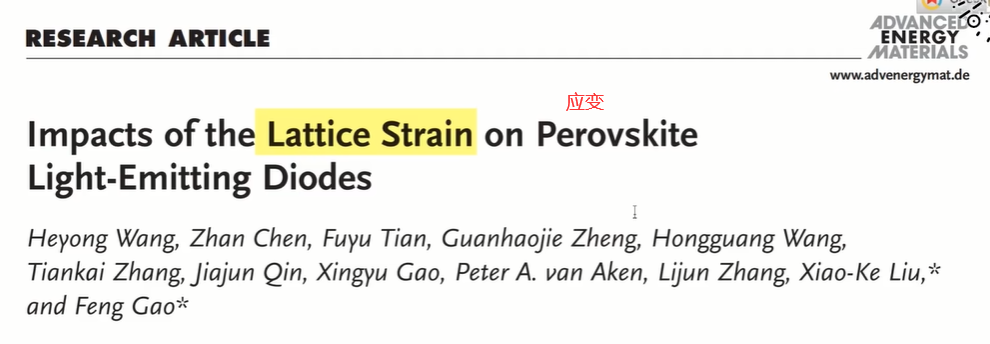 RESEARCH ARTICLE
ADVANCED
ENERGY
MATERIALS
www.advenergymat.de
应变
Impacts of the Lattice Strain on Perovskite
Light-Emitting Diodes
Heyong Wang, Zhan Chen, Fuyu Tian, Guanhaojie Zheng, Hongguang Wang,
Tiankai Zhang, Jiajun Qin, Xingyu Gao, Peter A. van Aken, Lijun Zhang, Xiao-Ke Liu,*
and Feng Gao*